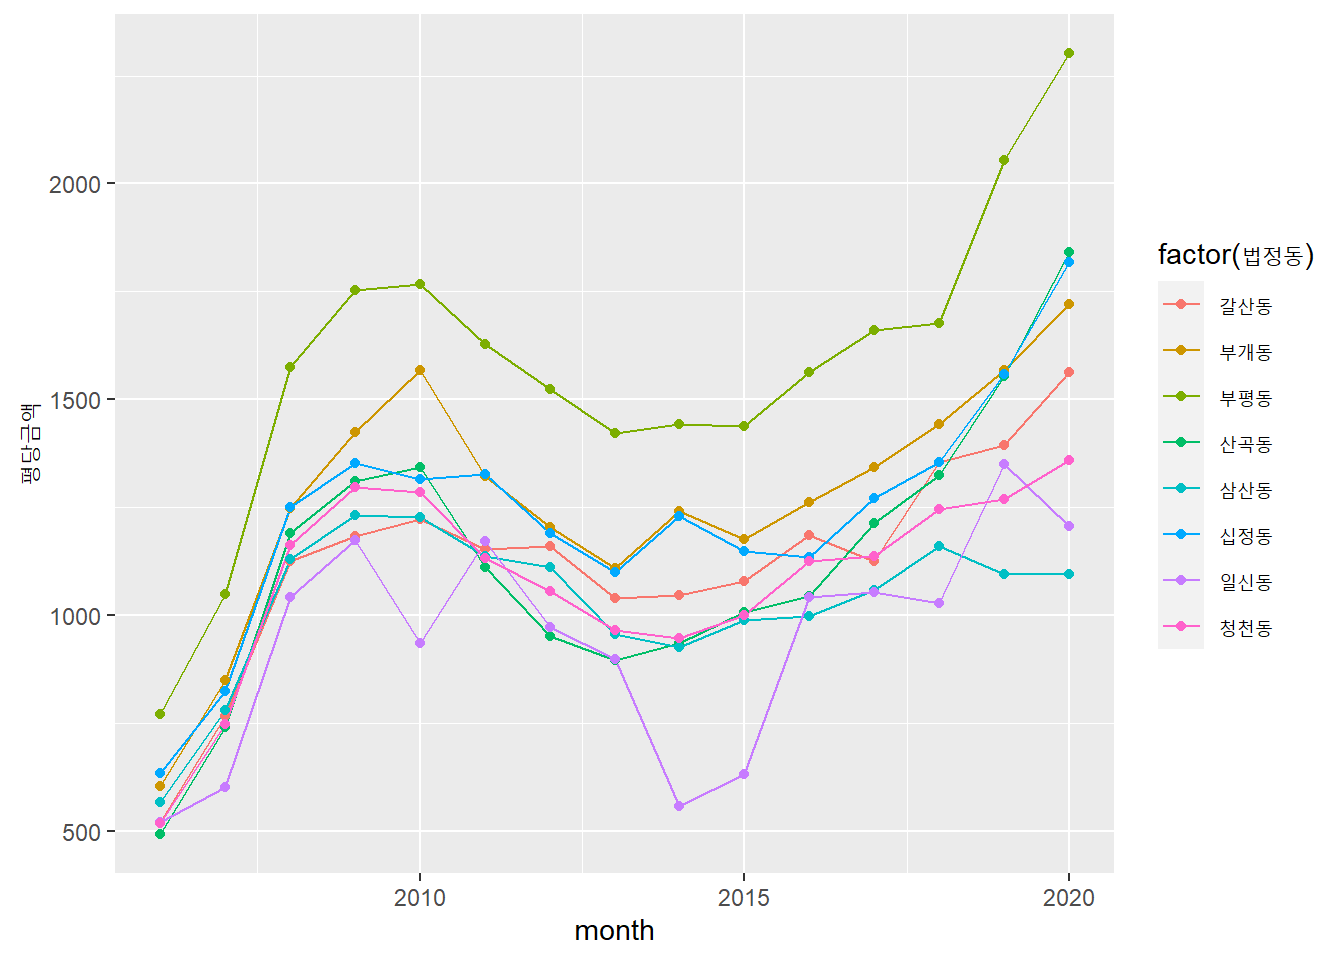 2000
1500
1000
500
평당금액
2010
2015
2020
month
factor(법정동)
갈산동
부개동
부평동
산곡동
삼산동
십정동
일신동
청천동